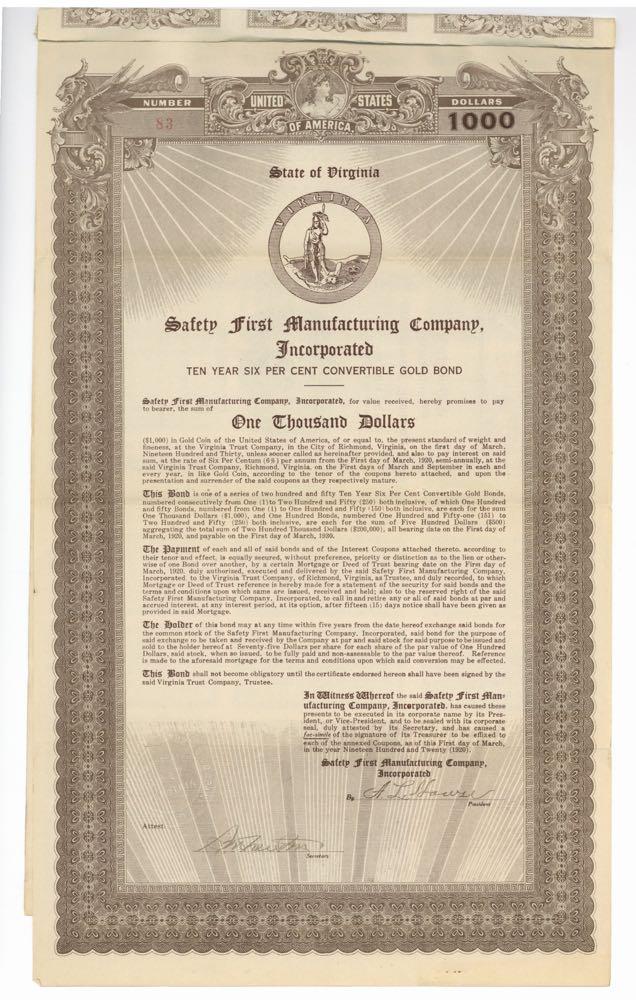 NUMBER
83
UNITED STATES
OF AMERICA
DOLLARS
1000
State of Virginia
VIRGINIA
Safety First Manufacturing Company,
Incorporated
TEN YEAR SIX PER CENT CONVERTIBLE GOLD BOND
Safety First Manufacturing Company, Incorporated, for value received, hereby promises to pay
to bearer, the sum of
One Thousand Dollars
($1,000) in Gold Coin of the United States of America, of or equal to, the present standard of weight and
fineness, at the Virginia Trust Company, in the City of Richmond, Virginia, on the first day of March,
Nineteen Hundred and Thirty, unless sooner called as hereinafter provided, and also to pay interest on said
sum, at the rate of Six Per Centum (6%) per annum from the First day of March, 1920, semi-annually, at the
said Virginia Trust Company, Richmond, Virginia, on the First days of March and September in each and
every year, in like Gold Coin, according to the tenor of the coupons hereto attached, and upon the
presentation and surrender of the said coupons as they respectively mature.
This Bond is one of a series of two hundred and fifty Ten Year Six Per Cent Convertible Gold Bonds,
numbered consecutively from One (1) to Two Hundred and Fifty (250) both inclusive, of which One Hundred
and fifty Bonds, numbered from One (1) to One Hundred and Fifty (150) both inclusive, are each for the sum
One Thousand Dollars ($1,000), and One Hundred Bonds, numbered One Hundred and Fifty-one (151) to
Two Hundred and Fifty (250) both inclusive, are each for the sum of Five Hundred Dollars ($500);
aggregating the total sum of Two Hundred Thousand Dollars ($200,000), all bearing date on the First day of
March, 1920, and payable on the First day of March, 1930.
The Payment of each and all of said bonds and of the Interest Coupons attached thereto, according to
their tenor and effect, is equally secured, without preference, priority or distinction as to the lien or other-
wise of one Bond over another, by a certain Mortgage or Deed of Trust bearing date on the First day of
March, 1920, duly authorized, executed and delivered by the said Safety First Manufacturing Company,
Incorporated, to the Virginia Trust Company, of Richmond, Virginia, as Trustee, and duly recorded, to which
Mortgage or Deed of Trust reference is hereby made for a statement of the security for said bonds and the
terms and conditions upon which same are issued, received and held; also to the reserved right of the said
Safety First Manufacturing Company, Incorporated, to call in and retire any or all of said bonds at par and
accrued interest, at any interest period, at its option, after fifteen (15) days notice shall have been given as
provided in said Mortgage.
The Holder of this bond may at any time within five years from the date hereof exchange said bonds for
the common stock of the Safety First Manufacturing Company, Incorporated, said bond for the purpose of
said exchange to be taken and received by the Company at par and said stock for said purpose to be issued and
sold to the holder hereof at Seventy-five Dollars per share for each share of the par value of One Hundred
Dollars, said stock, when so issued, to be fully paid and non-assessable to the par value thereof. Reference
is made to the aforesaid mortgage for the terms and conditions upon which said conversion may be effected.
This Bond shall not become obligatory until the certificate endorsed hereon shall have been signed by the
said Virginia Trust Company, Trustee.
In Witness Whereof the said Safety First Man-
ufacturing Company, Incorporated, has caused these
presents to be executed in its corporate name by its Pres-
ident, or Vice-President, and to be sealed with its corporate
seal, duly attested by its Secretary, and has caused a
fac-simile of the signature of its Treasurer to be affixed to
each of the annexed Coupons, as of this First day of March,
in the year Nineteen Hundred and Twenty (1920).
Safety First Manufacturing Company,
Incorporated
By
President
Attest:
Secretary